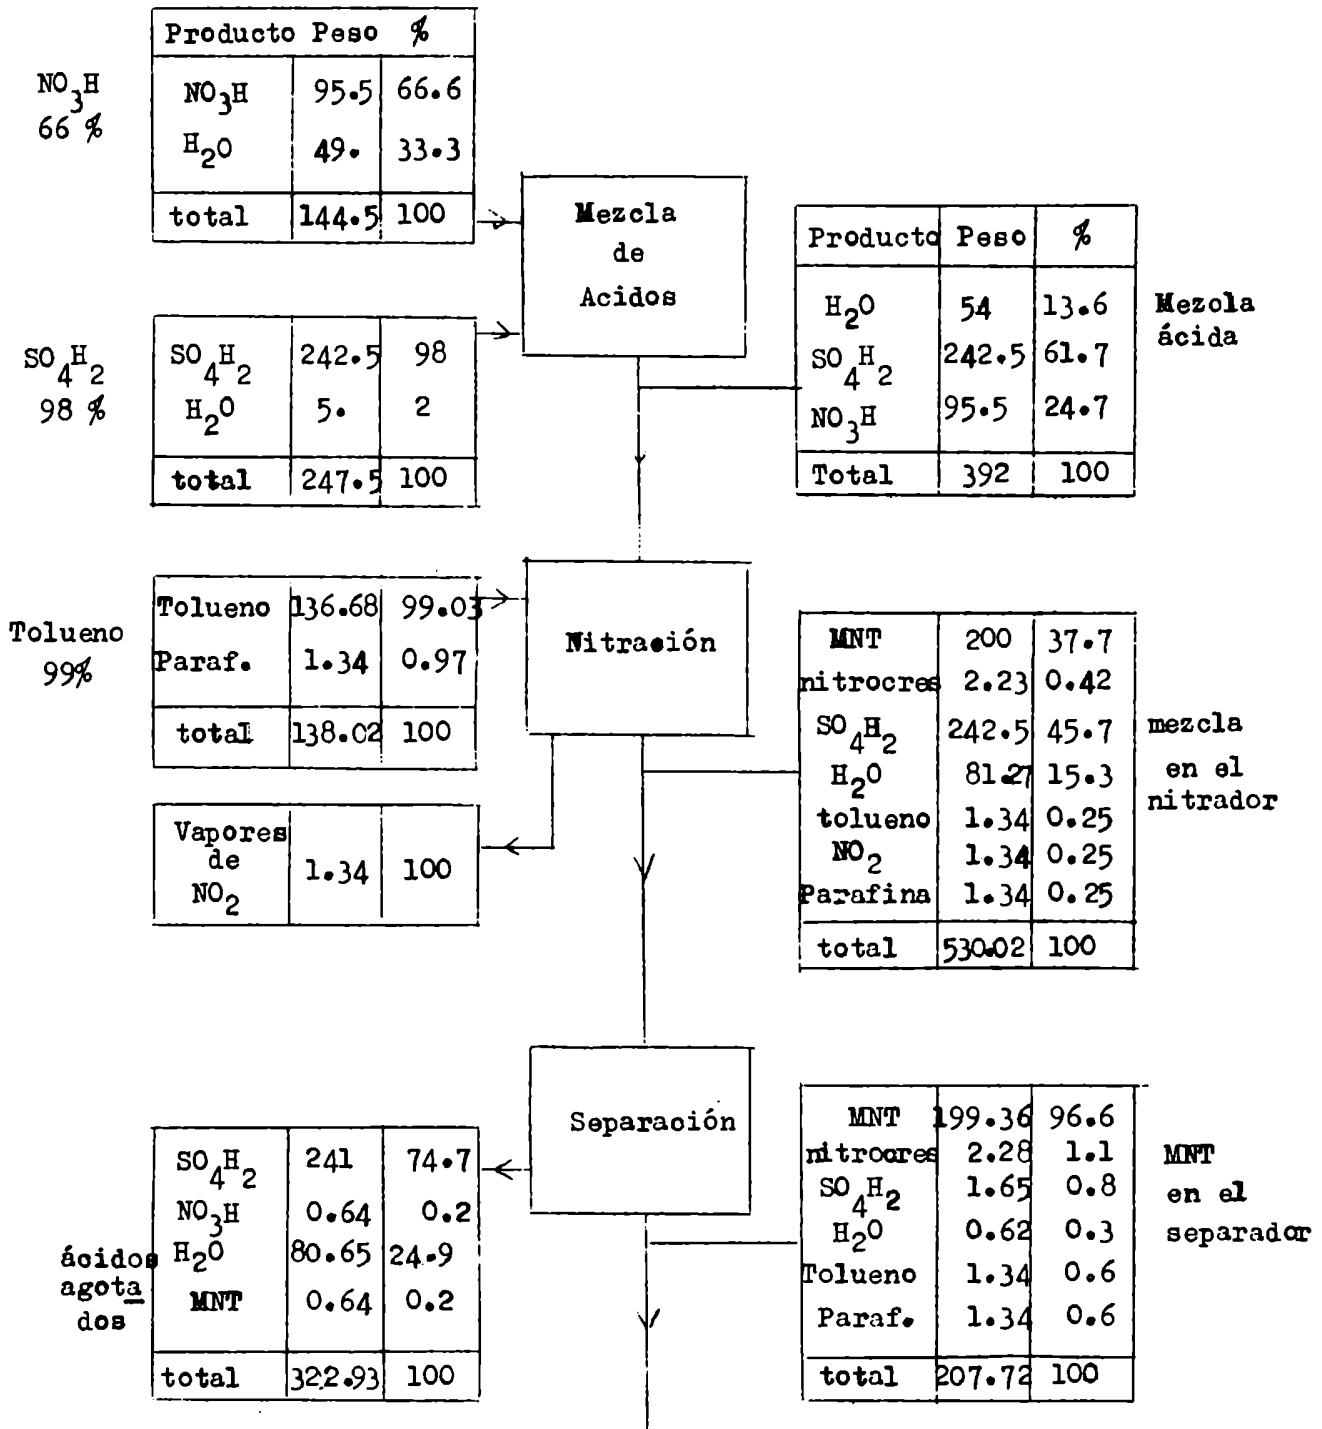 Producto Peso %
NO3H 95.5 66.6
H2O 49. 33.3
total 144.5 100
NO3H
66 %
Mezcla
de
Acidos
SO4H2 242.5 98
H2O 5. 2
total 247.5 100
SO4H2
98 %
Producto Peso %
H2O 54 13.6
SO4H2 242.5 61.7
NO3H 95.5 24.7
Total 392 100
Mezcla
ácida
Tolueno 136.68 99.03
Paraf. 1.34 0.97
total 138.02 100
Tolueno
99%
Nitración
Vapores
de
NO2
1.34 100
MNT 200 37.7
nitrocres 2.23 0.42
SO4H2 242.5 45.7
H2O 81.27 15.3
tolueno 1.34 0.25
NO2 1.34 0.25
Parafina 1.34 0.25
total 530.02 100
mezcla
en el
nitrador
Separación
SO4H2 241 74.7
NO3H 0.64 0.2
H2O 80.65 24.9
MNT 0.64 0.2
total 322.93 100
ácidos
agota
dos
MNT 199.36 96.6
nitrocres 2.28 1.1
SO4H2 1.65 0.8
H2O 0.62 0.3
Tolueno 1.34 0.6
Paraf. 1.34 0.6
total 207.72 100
MNT
en el
separador